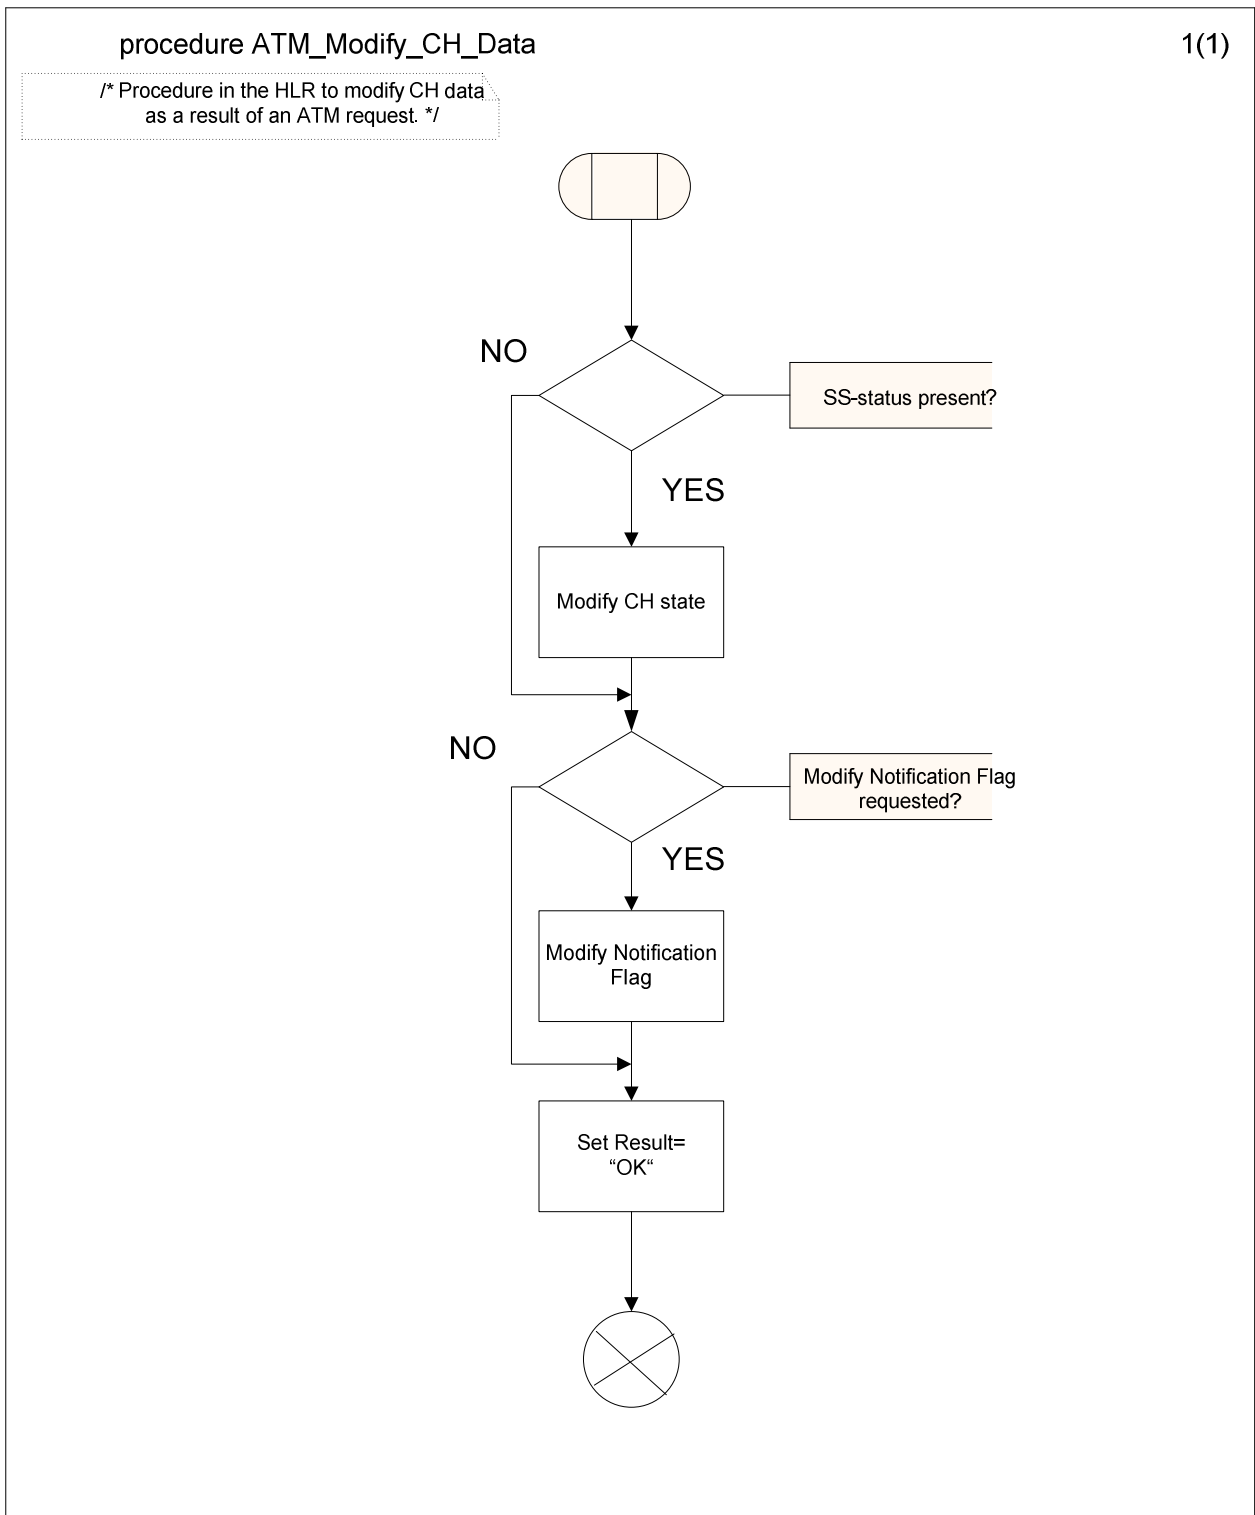 procedure ATM_Modify_CH_Data
1(1)
/* Procedure in the HLR to modify CH data
as a result of an ATM request. */
NO
SS-status present?
YES
Modify CH state
NO
Modify Notification Flag
requested?
YES
Modify Notification
Flag
Set Result=
“OK“